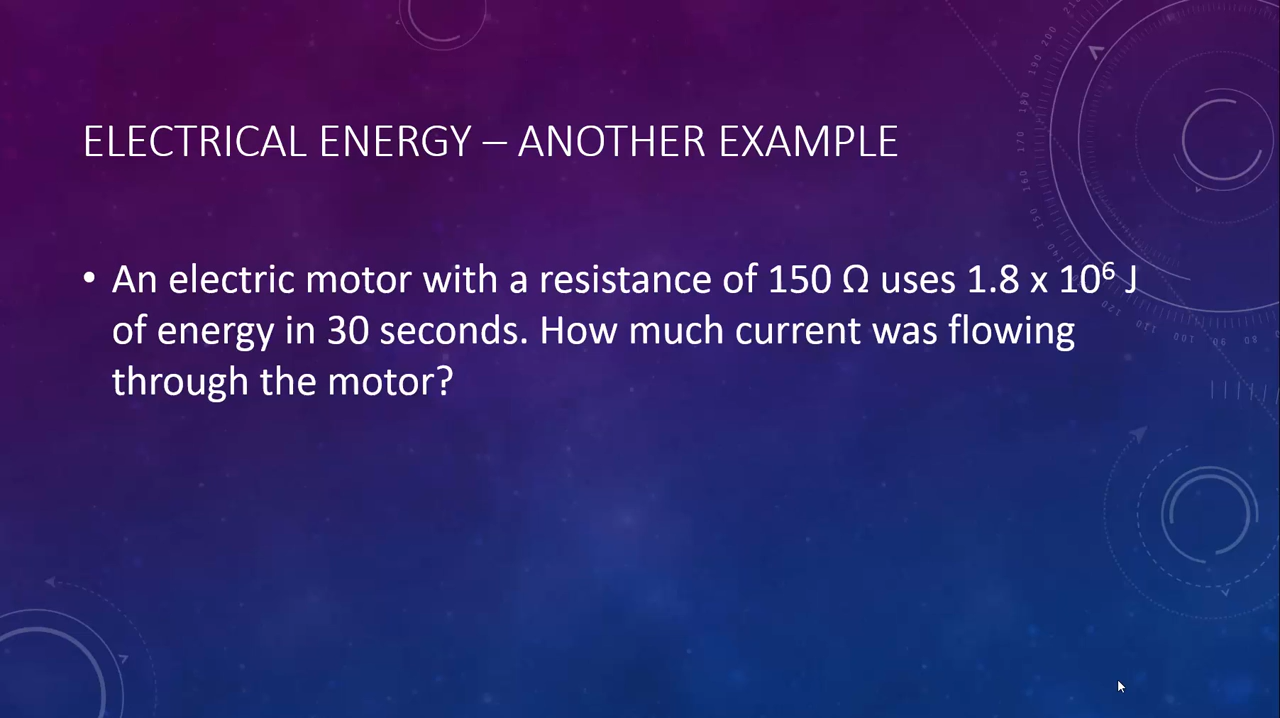 ELECTRICAL ENERGY – ANOTHER EXAMPLE
• An electric motor with a resistance of 150 Ω uses 1.8 x 10⁶ J
of energy in 30 seconds. How much current was flowing
through the motor?